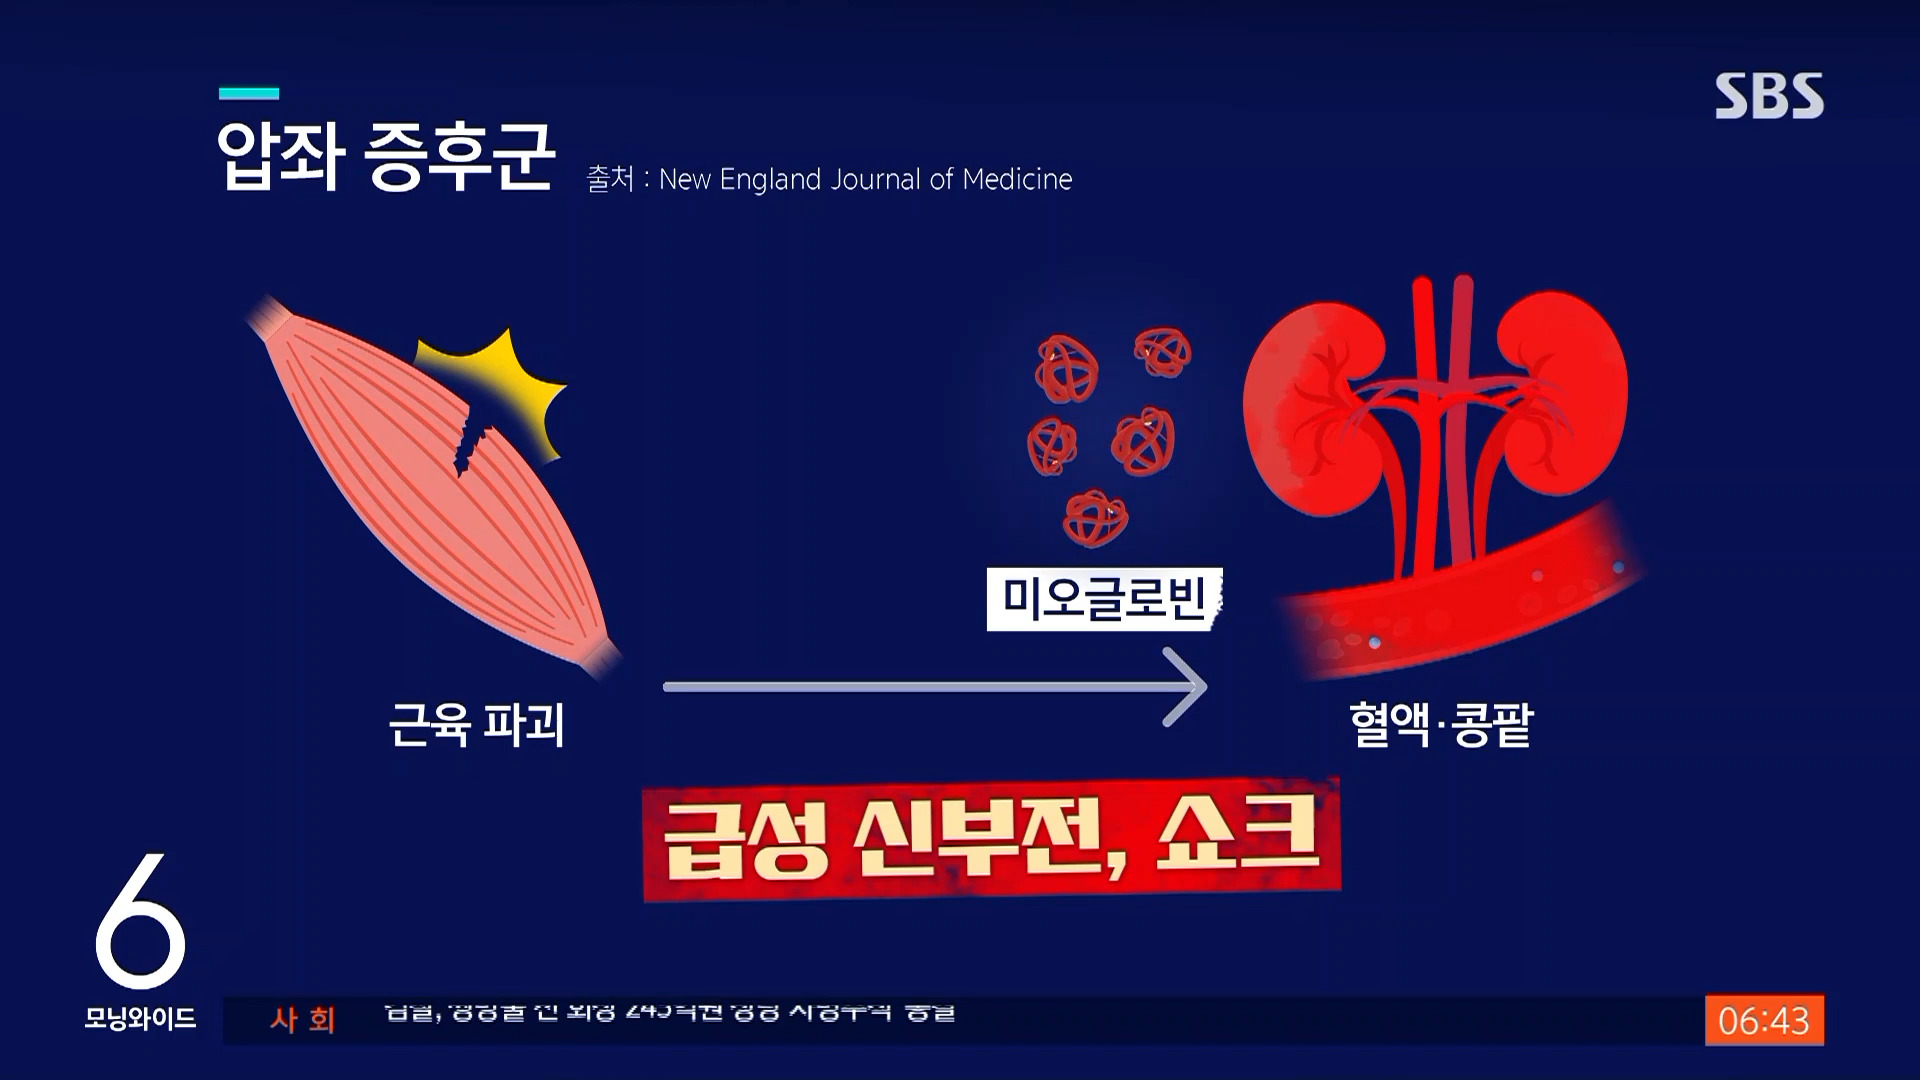 SBS
압좌 증후군
출처 : New England Journal of Medicine
미오글로빈
근육 파괴
혈액·콩팥
급성 신부전, 쇼크
6
모닝와이드
사회
06:43